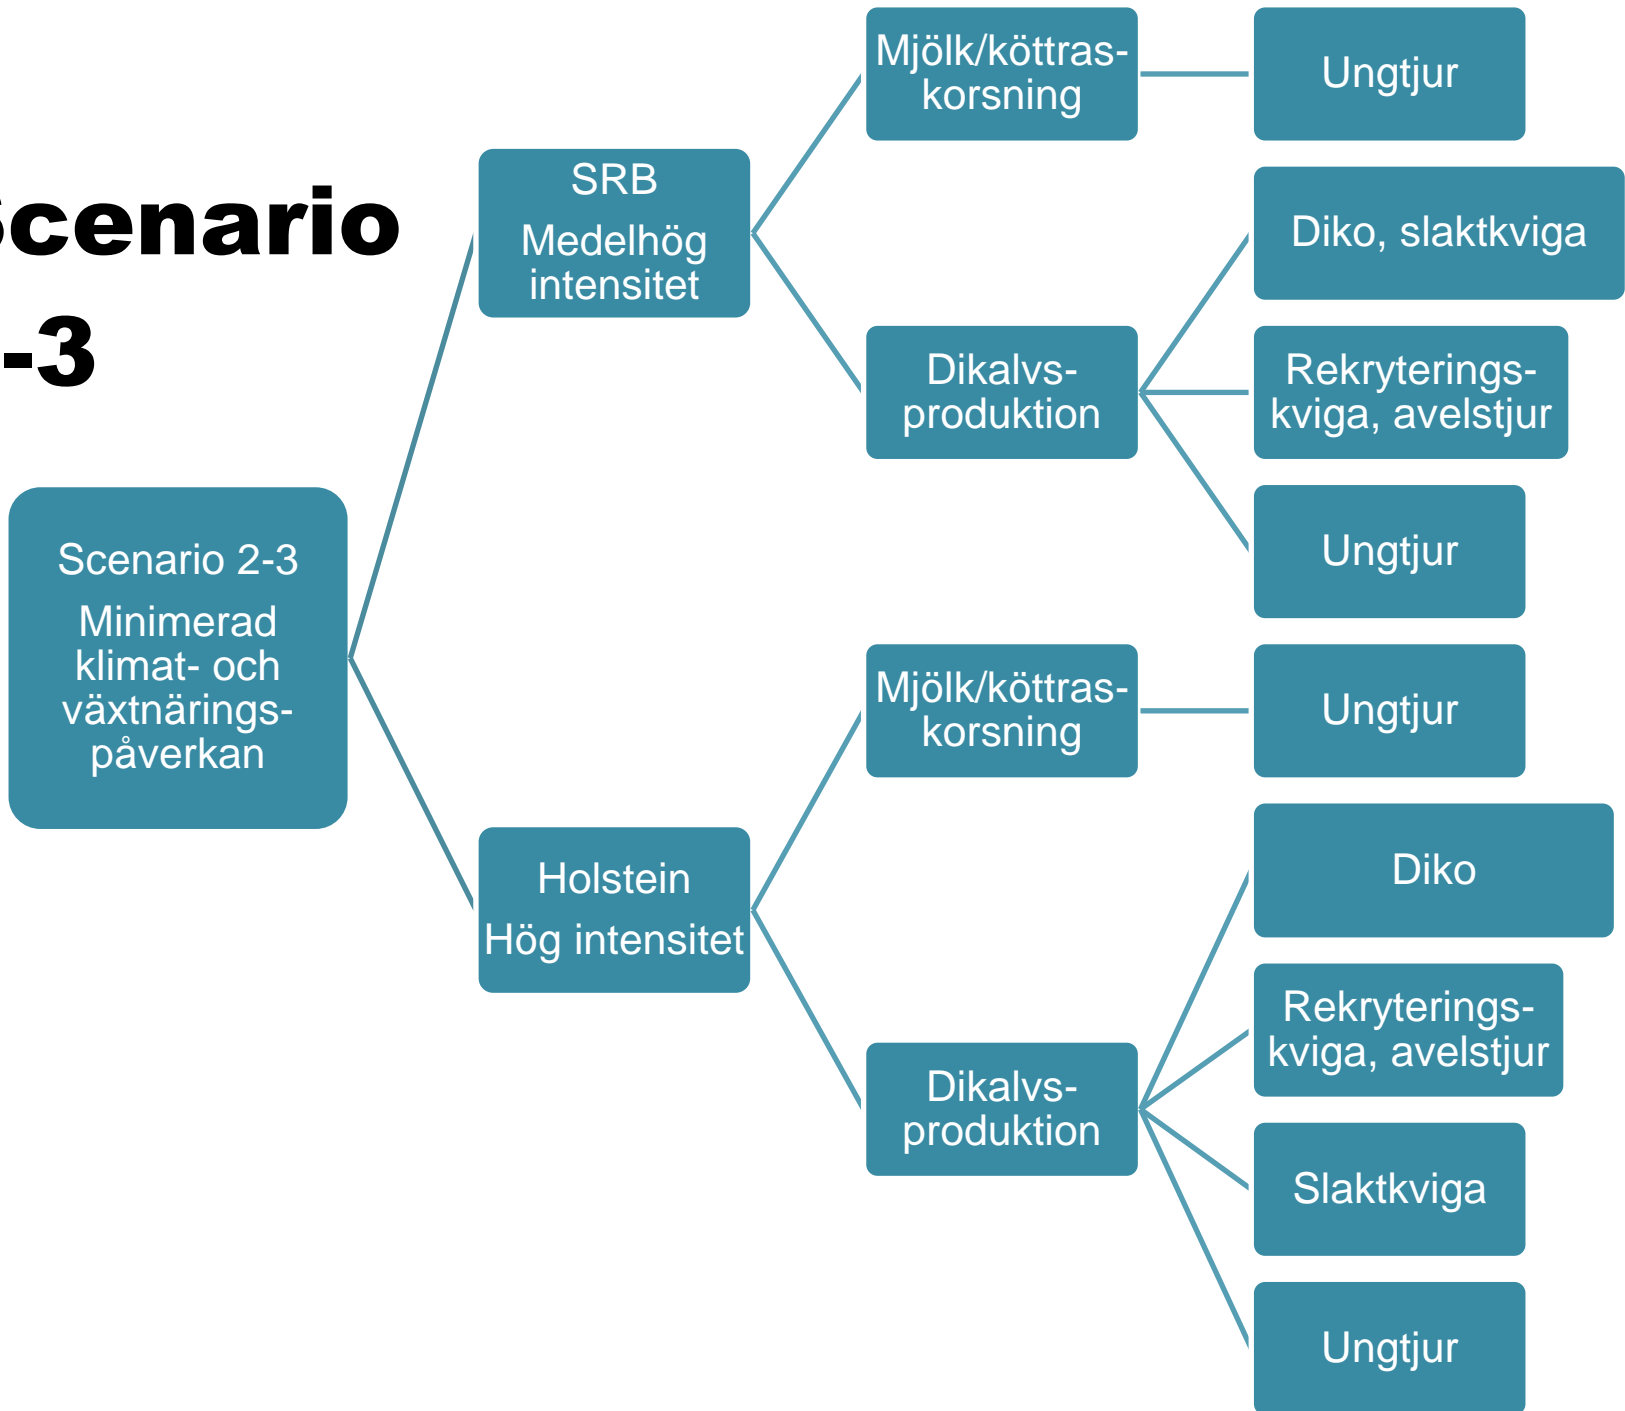 Scenario
-3
Scenario 2-3
Minimerad
klimat- och
växtnärings-
påverkan
SRB
Medelhög
intensitet
Holstein
Hög intensitet
Mjölk/köttras-
korsning
Dikalvs-
produktion
Mjölk/köttras-
korsning
Dikalvs-
produktion
Ungtjur
Diko, slaktkviga
Rekryterings-
kviga, avelstjur
Ungtjur
Ungtjur
Diko
Rekryterings-
kviga, avelstjur
Slaktkviga
Ungtjur